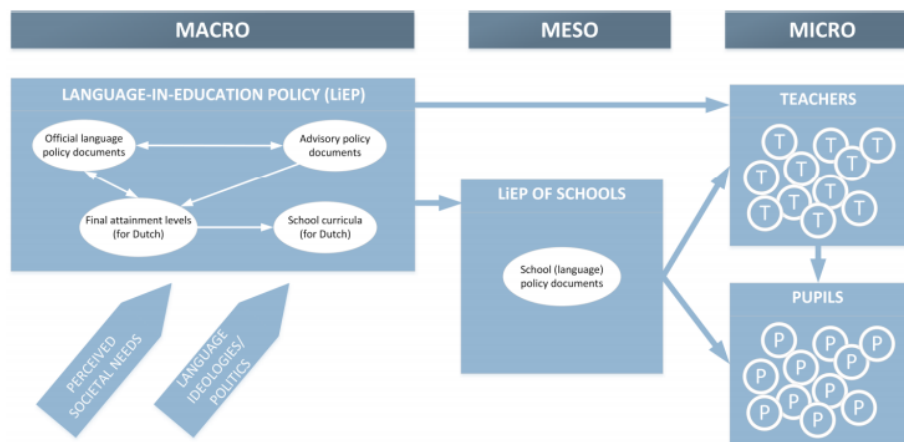 MACRO
MESO
MICRO
LANGUAGE-IN-EDUCATION POLICY (LiEP)
Official language
policy documents
Advisory policy
documents
Final attainment levels
(for Dutch)
School curricula
(for Dutch)
PERCEIVED
SOCIETAL NEEDS
LANGUAGE
IDEOLOGIES/
POLITICS
LiEP OF SCHOOLS
School (language)
policy documents
TEACHERS
T
T
T
T
T
T
T
T
T
T
T
PUPILS
P
P
P
P
P
P
P
P
P
P
P